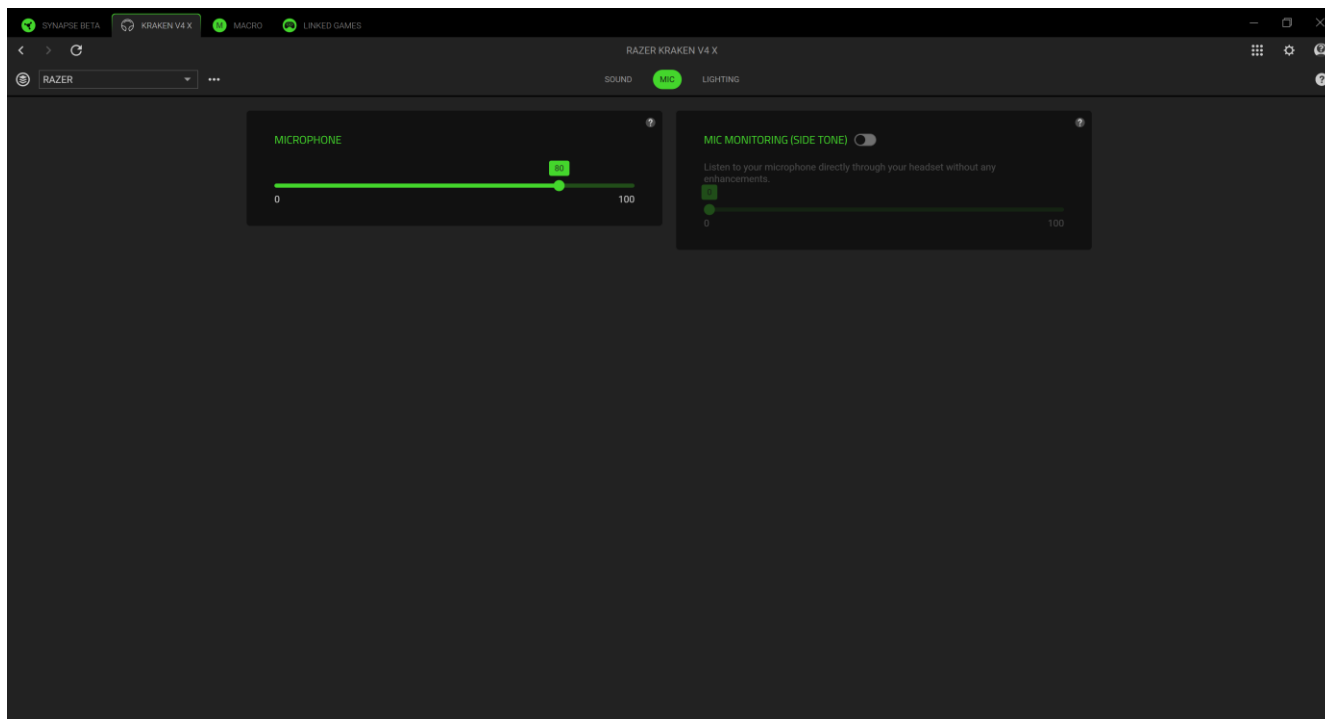 SYNAPSE BETA KRAKEN V4 X M MACRO LINKED GAMES
RAZER KRAKEN V4 X
RAZER SOUND MIC LIGHTING
MICROPHONE
80
0 100
MIC MONITORING (SIDE TONE)
Listen to your microphone directly through your headset without any
enhancements.
0
0 100